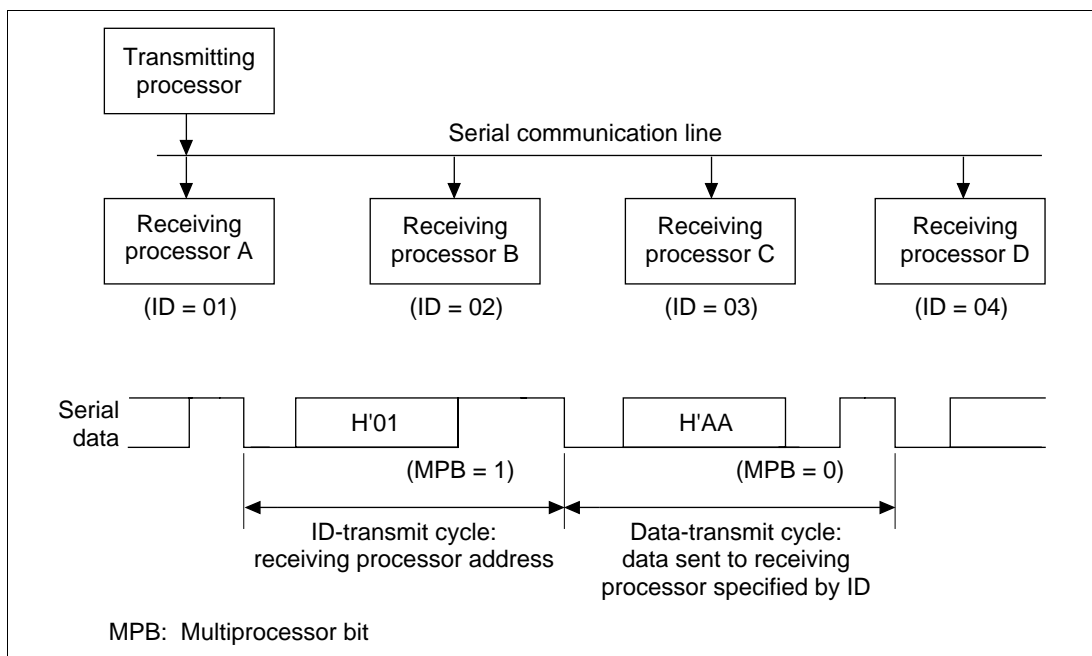 Transmitting
processor
Serial communication line
Receiving
processor A
Receiving
processor B
Receiving
processor C
Receiving
processor D
(ID = 01)
(ID = 02)
(ID = 03)
(ID = 04)
Serial
data
H'01
H'AA
(MPB = 1)
(MPB = 0)
ID-transmit cycle:
receiving processor address
Data-transmit cycle:
data sent to receiving
processor specified by ID
MPB: Multiprocessor bit